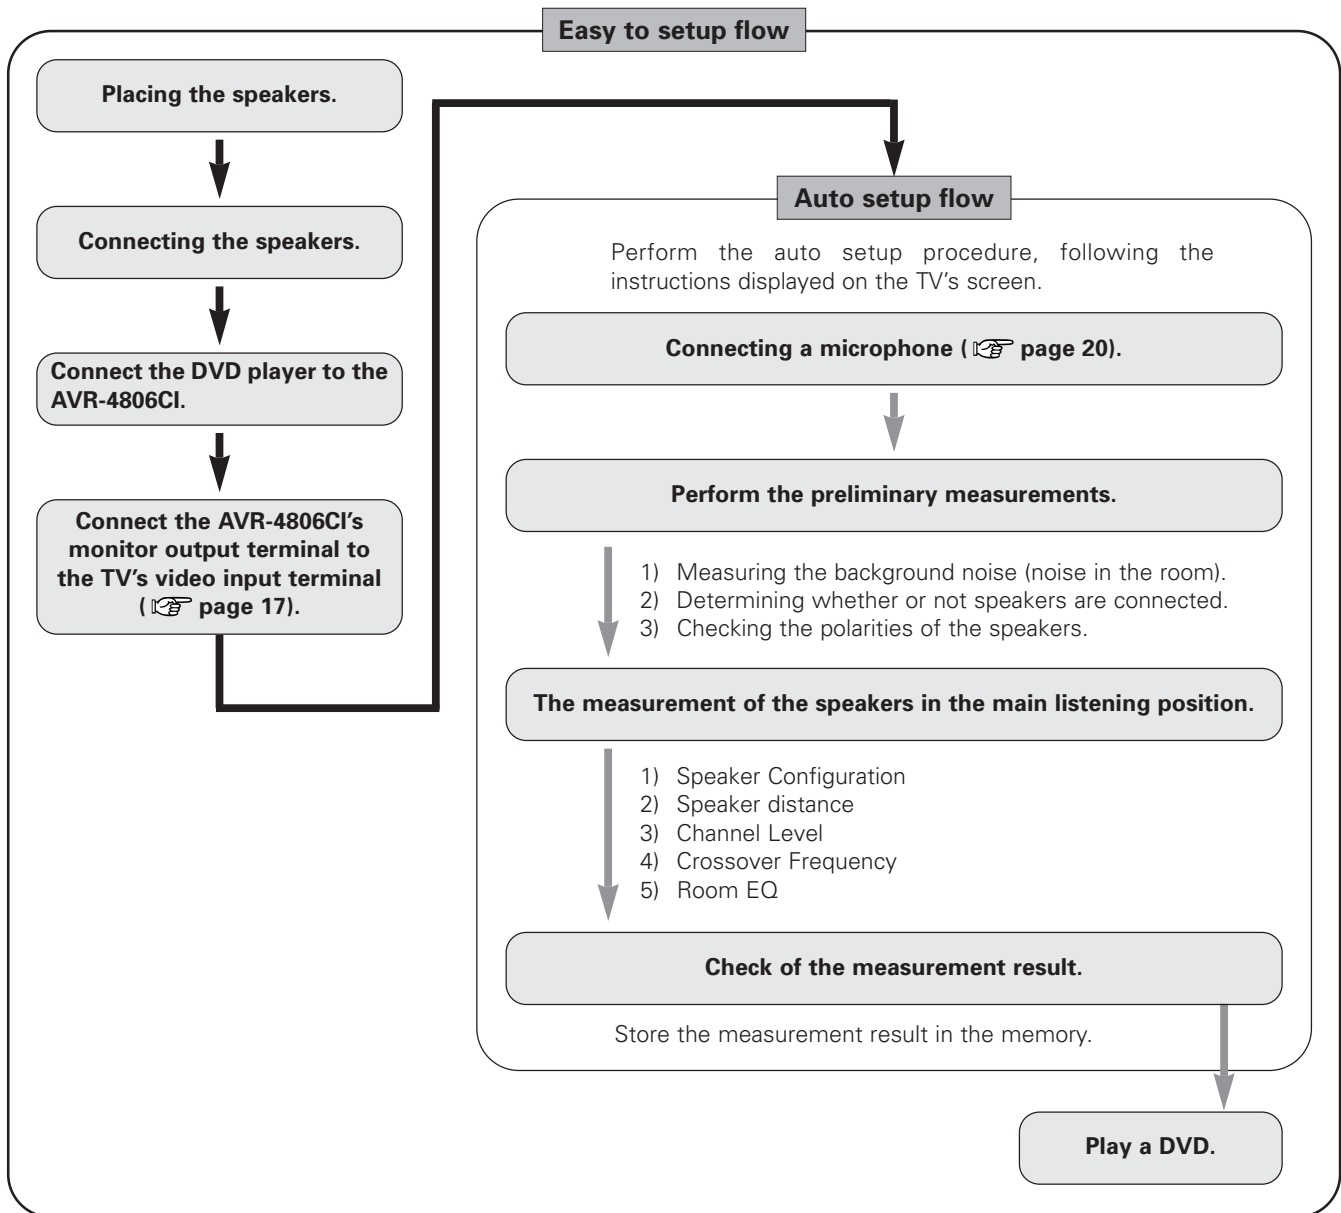 Easy to setup flow
Placing the speakers.
Connecting the speakers.
Connect the DVD player to the
AVR-4806CI.
Connect the AVR-4806CI's
monitor output terminal to
the TV's video input terminal
( ☞ page 17).
Auto setup flow
Perform the auto setup procedure, following the
instructions displayed on the TV's screen.
Connecting a microphone ( ☞ page 20).
Perform the preliminary measurements.
1) Measuring the background noise (noise in the room).
2) Determining whether or not speakers are connected.
3) Checking the polarities of the speakers.
The measurement of the speakers in the main listening position.
1) Speaker Configuration
2) Speaker distance
3) Channel Level
4) Crossover Frequency
5) Room EQ
Check of the measurement result.
Store the measurement result in the memory.
Play a DVD.